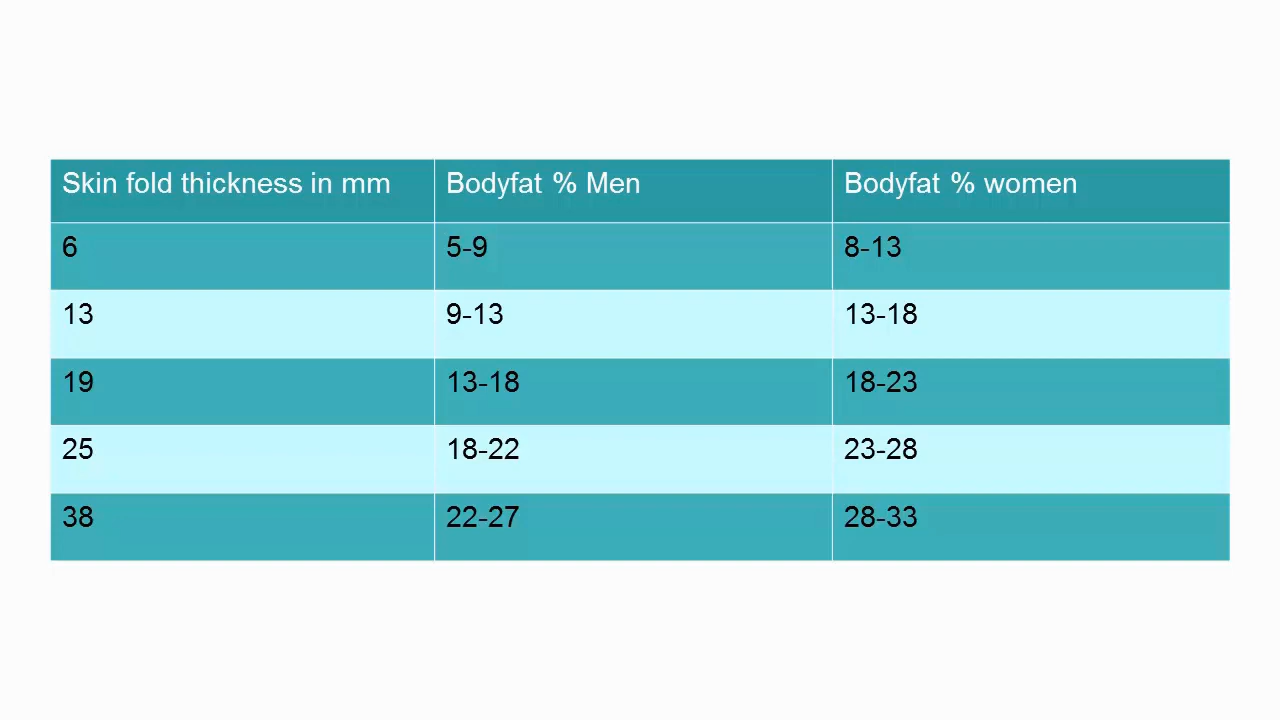 Skin fold thickness in mm Bodyfat % Men Bodyfat % women
6 5-9 8-13
13 9-13 13-18
19 13-18 18-23
25 18-22 23-28
38 22-27 28-33